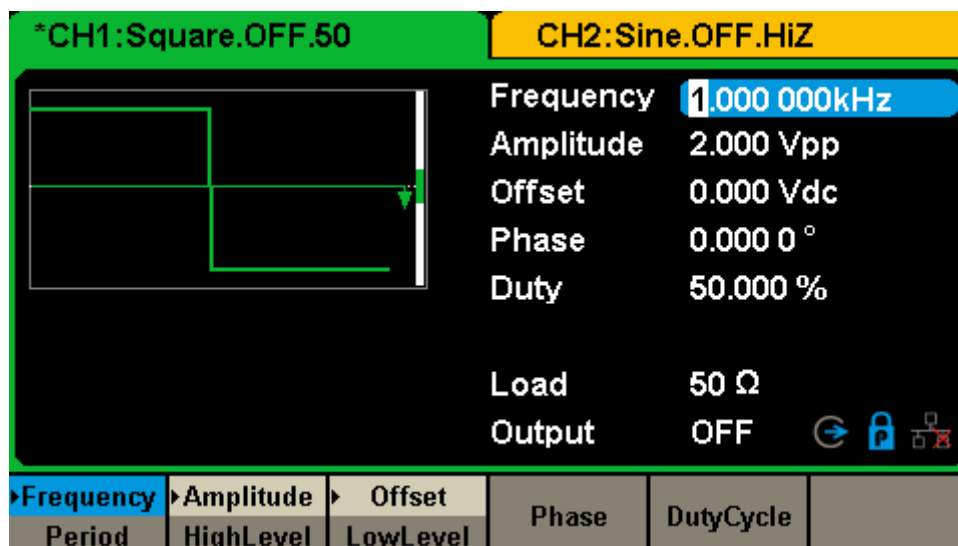 *CH1:Square.OFF.50
CH2:Sine.OFF.HiZ
Frequency 1.000 000kHz
Amplitude 2.000 Vpp
Offset 0.000 Vdc
Phase 0.000 0 °
Duty 50.000 %
Load 50 Ω
Output OFF
Frequency Amplitude Offset Phase DutyCycle
Period HighLevel LowLevel